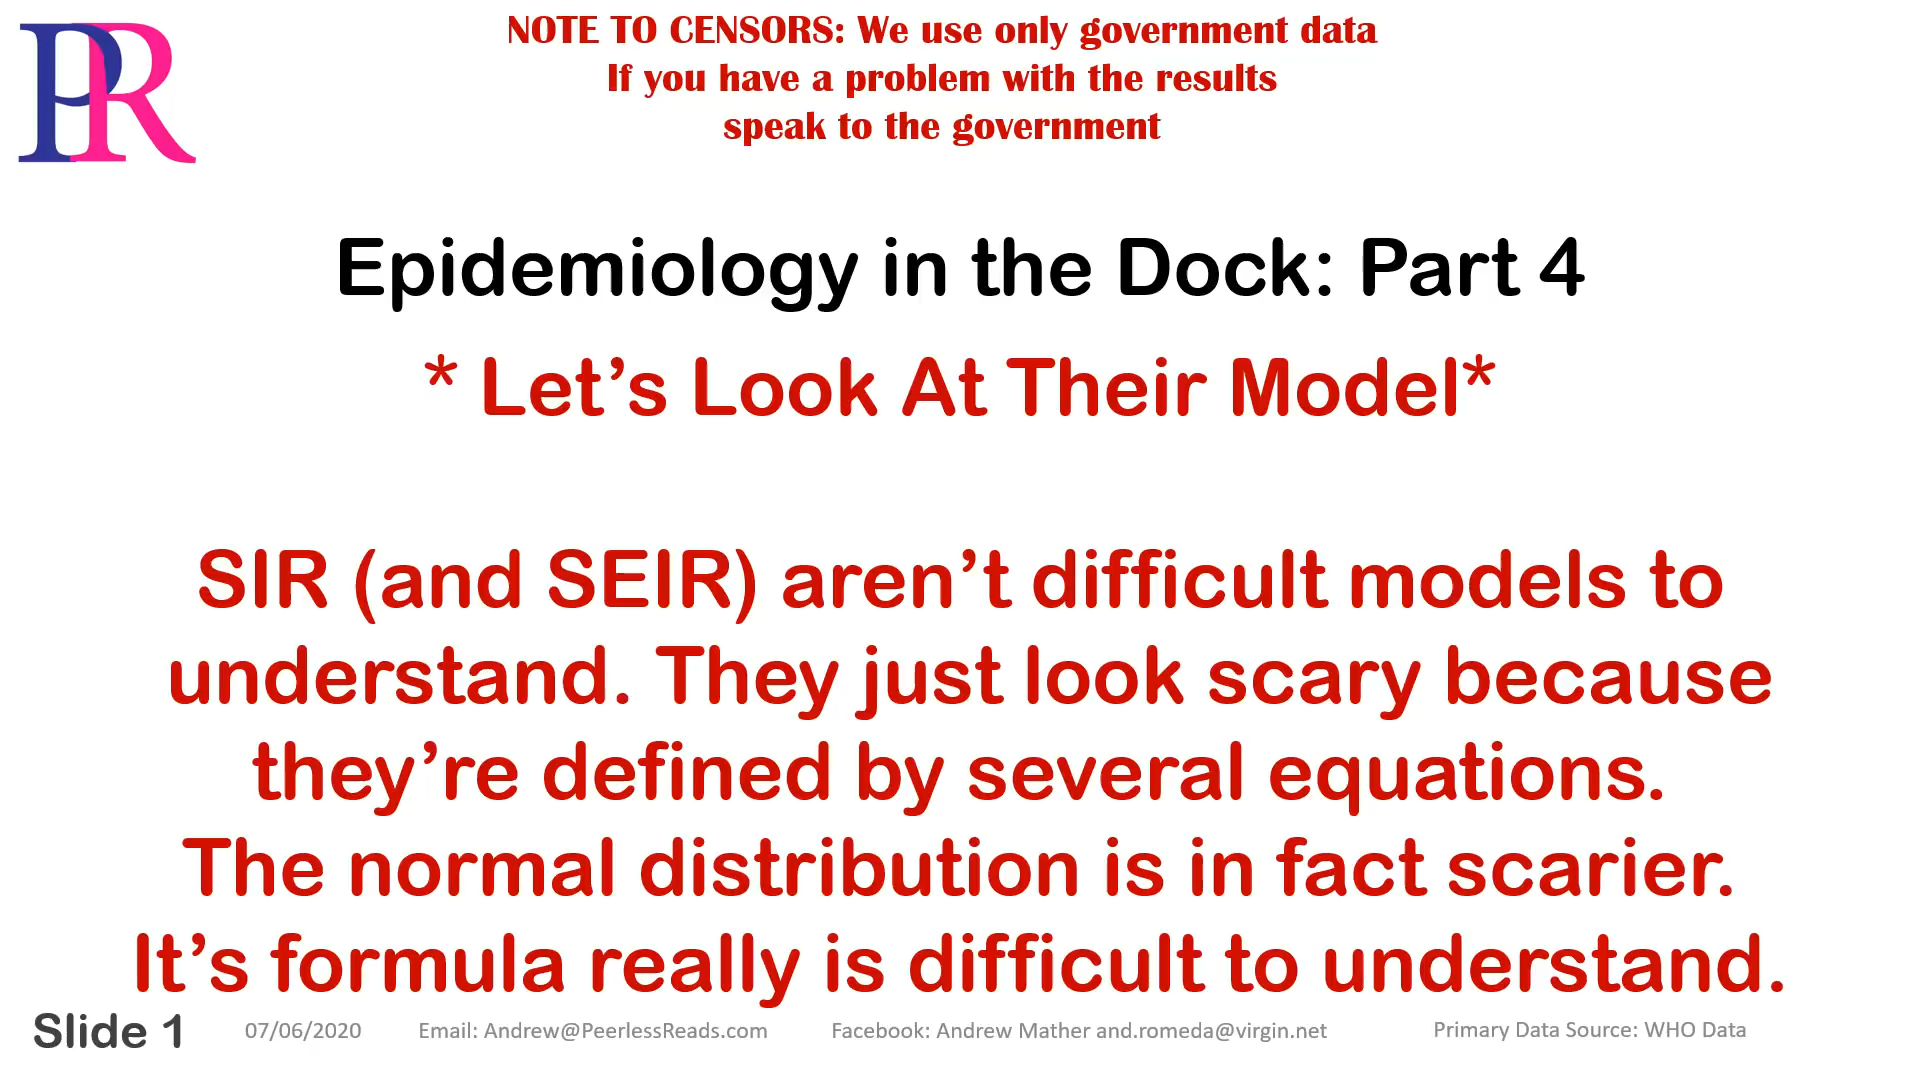 PR
NOTE TO CENSORS: We use only government data
If you have a problem with the results
speak to the government
Epidemiology in the Dock: Part 4
* Let's Look At Their Model*
SIR (and SEIR) aren't difficult models to
understand. They just look scary because
they're defined by several equations.
The normal distribution is in fact scarier.
It's formula really is difficult to understand.
Slide 1 07/06/2020 Email: Andrew@PeerlessReads.com Facebook: Andrew Mather and.romeda@virgin.net Primary Data Source: WHO Data